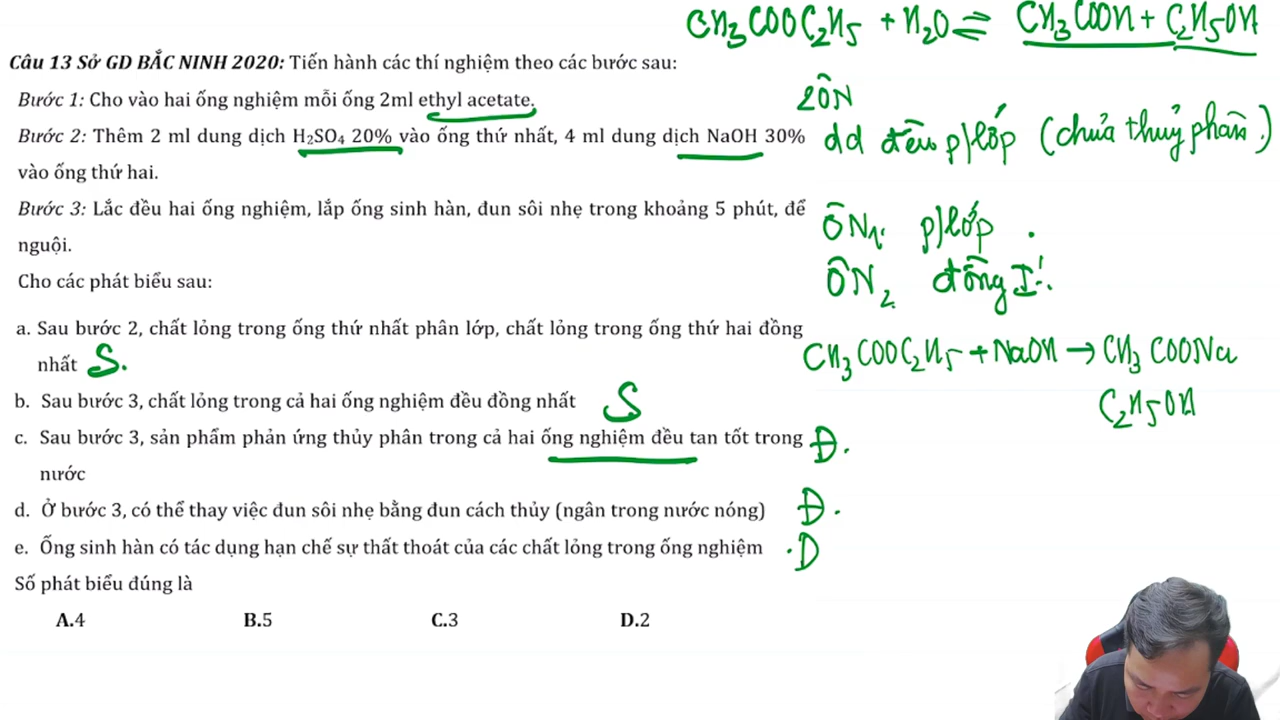 CH3COOC2H5 + H2O ⇌ CH3COOH + C2H5OH
Câu 13 Sở GD BẮC NINH 2020: Tiến hành các thí nghiệm theo các bước sau:
Bước 1: Cho vào hai ống nghiệm mỗi ống 2ml ethyl acetate.
Bước 2: Thêm 2 ml dung dịch H₂SO₄ 20% vào ống thứ nhất, 4 ml dung dịch NaOH 30%
vào ống thứ hai.
Bước 3: Lắc đều hai ống nghiệm, lắp ống sinh hàn, đun sôi nhẹ trong khoảng 5 phút, để
nguội.
Cho các phát biểu sau:
a. Sau bước 2, chất lỏng trong ống thứ nhất phân lớp, chất lỏng trong ống thứ hai đồng
nhất S.
b. Sau bước 3, chất lỏng trong cả hai ống nghiệm đều đồng nhất S
c. Sau bước 3, sản phẩm phản ứng thủy phân trong cả hai ống nghiệm đều tan tốt trong Đ.
nước
d. Ở bước 3, có thể thay việc đun sôi nhẹ bằng đun cách thủy (ngân trong nước nóng) Đ.
e. Ống sinh hàn có tác dụng hạn chế sự thất thoát của các chất lỏng trong ống nghiệm .Đ
Số phát biểu đúng là
A.4 B.5 C.3 D.2
2ÔN
dd đều p/lớp (chưa thuỷ phân.)
ÔN1: p/lớp .
ÔN2 đồng I'.
CH3COOC2H5 + NaOH → CH3COONa
C2H5OH